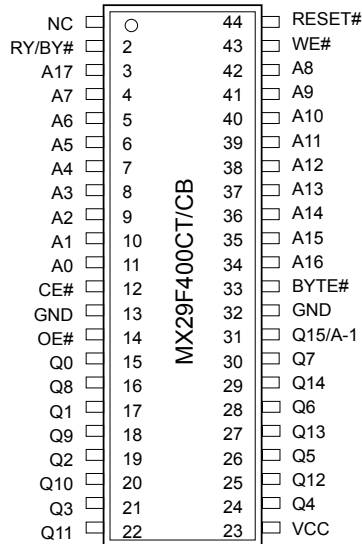 NC 44 RESET#
RY/BY# 2 43 WE#
A17 3 42 A8
A7 4 41 A9
A6 5 40 A10
A5 6 39 A11
A4 7 38 A12
A3 8 37 A13
A2 9 36 A14
A1 10 35 A15
A0 11 34 A16
CE# 12 33 BYTE#
GND 13 32 GND
OE# 14 31 Q15/A-1
Q0 15 30 Q7
Q8 16 29 Q14
Q1 17 28 Q6
Q9 18 27 Q13
Q2 19 26 Q5
Q10 20 25 Q12
Q3 21 24 Q4
Q11 22 23 VCC
MX29F400CT/CB